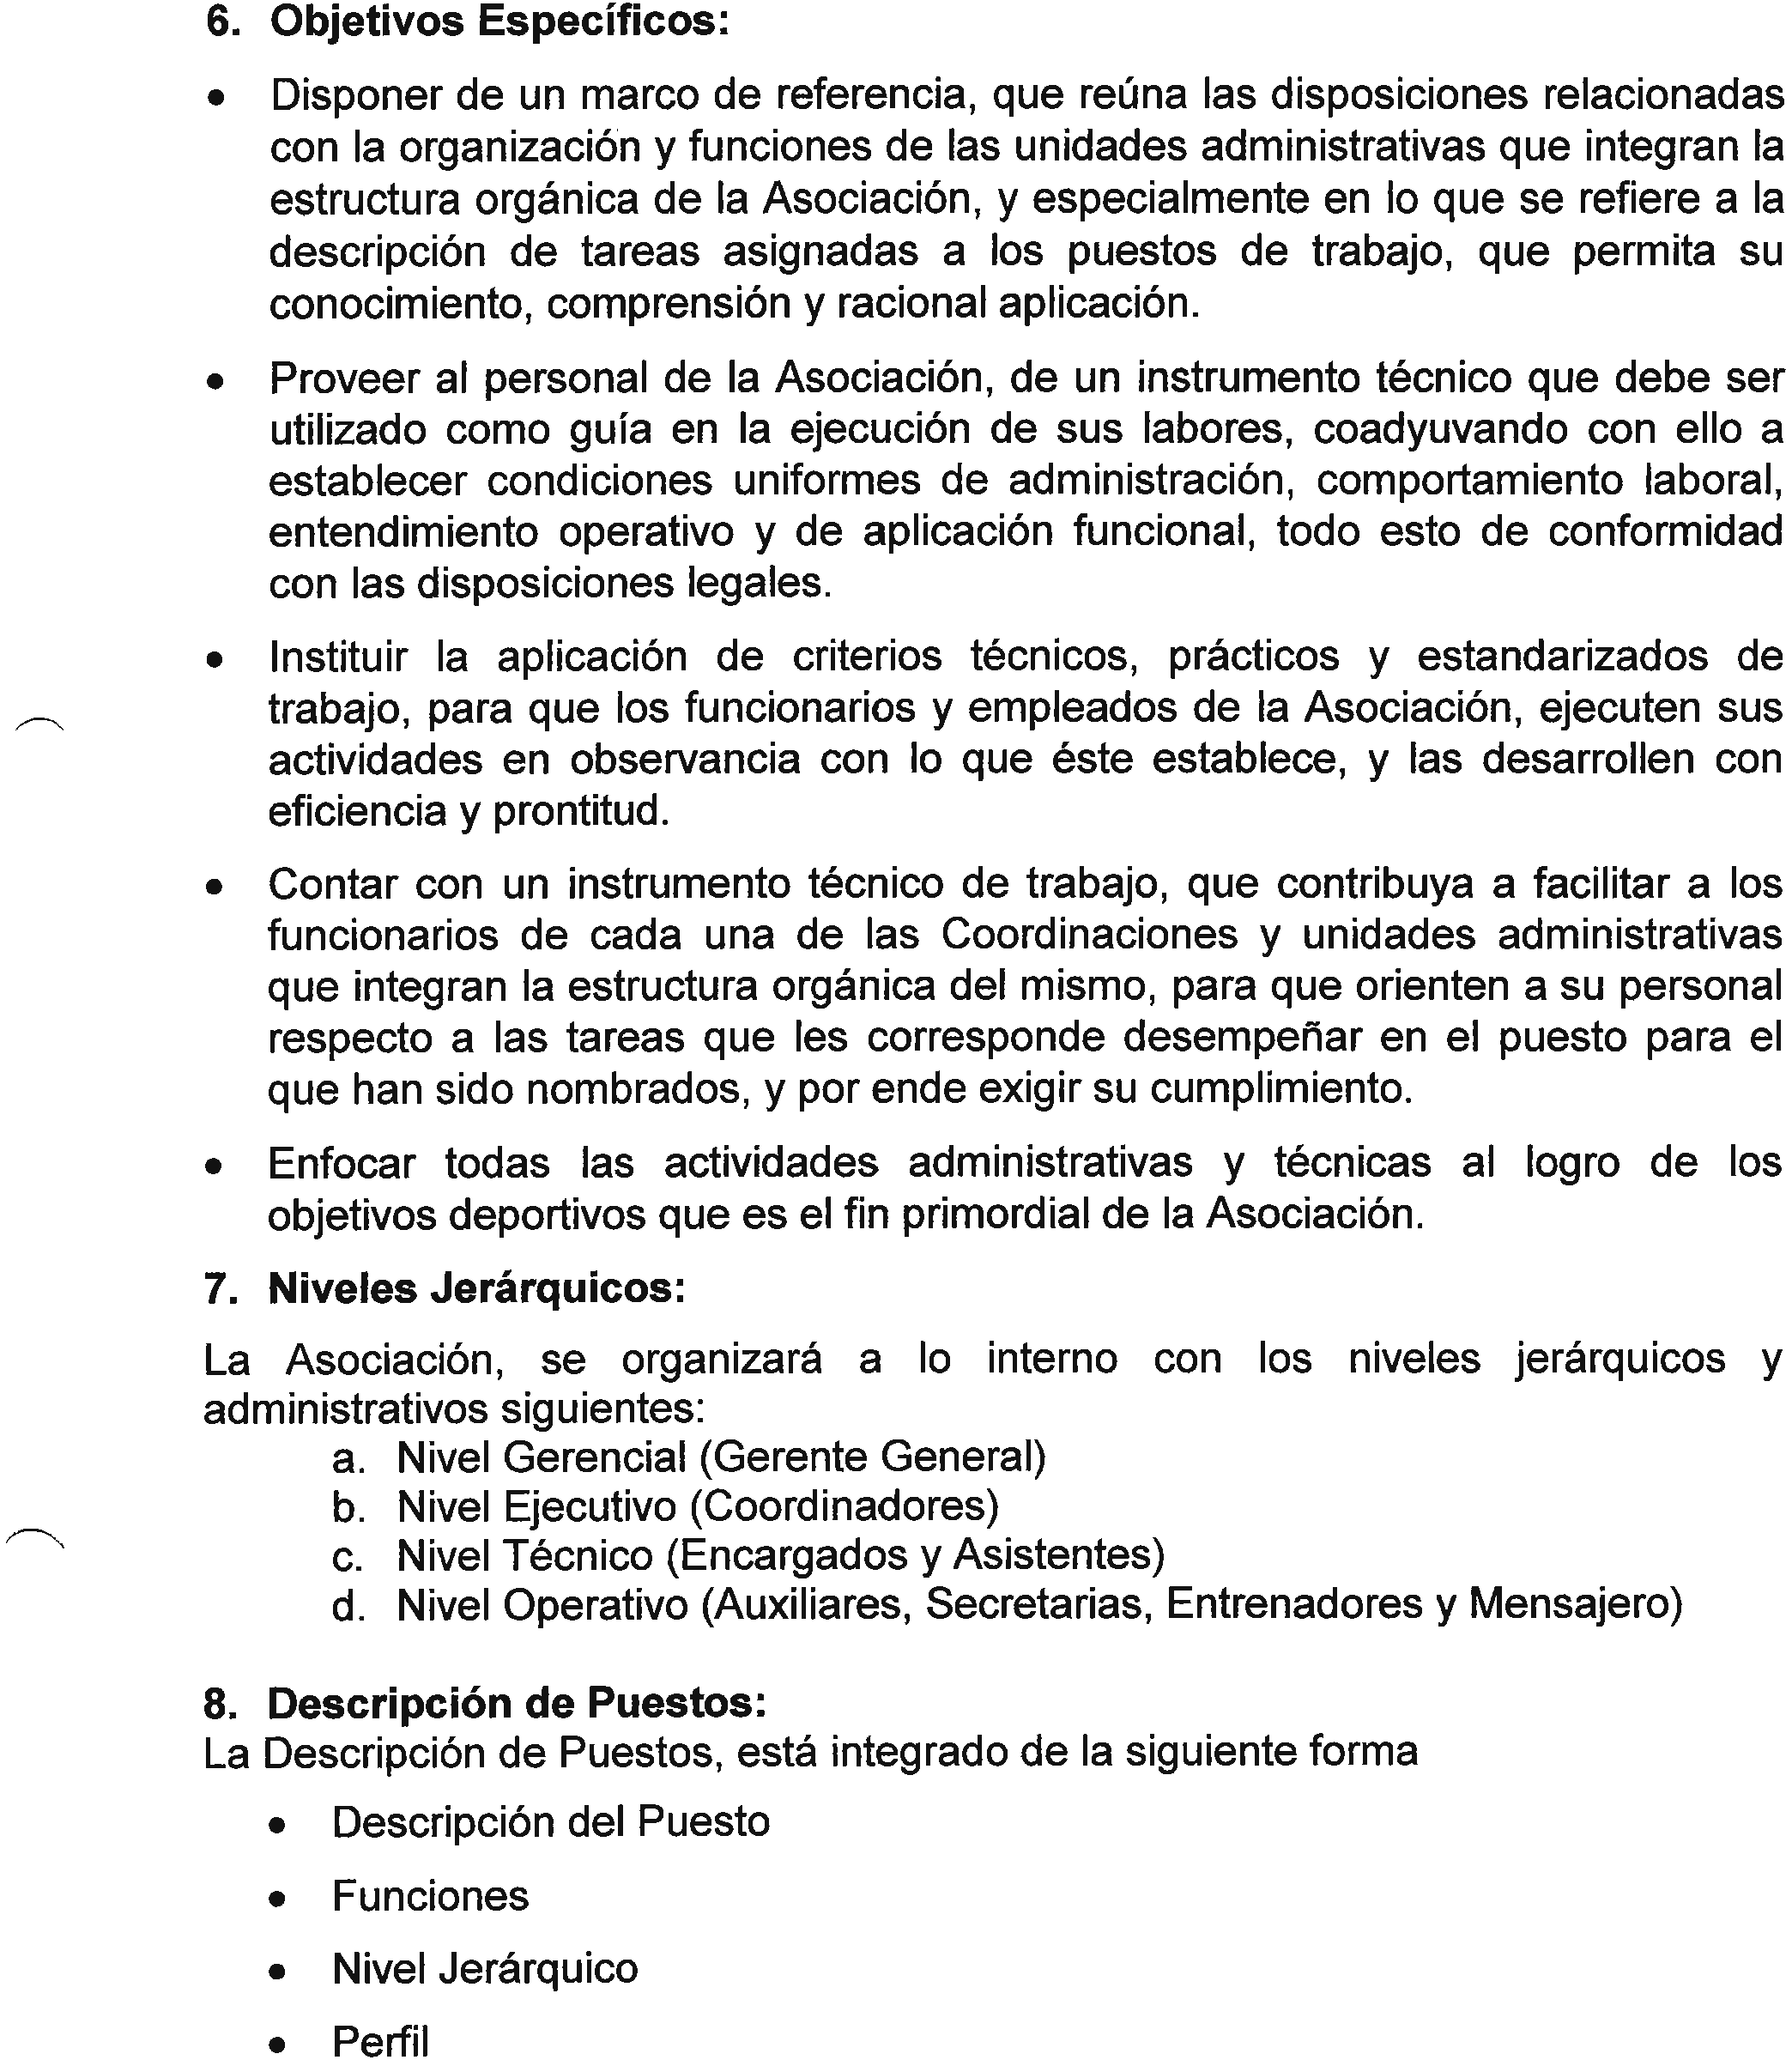 6. Objetivos Específicos:
• Disponer de un marco de referencia, que reúna las disposiciones relacionadas
con la organización y funciones de las unidades administrativas que integran la
estructura orgánica de la Asociación, y especialmente en lo que se refiere a la
descripción de tareas asignadas a los puestos de trabajo, que permita su
conocimiento, comprensión y racional aplicación.
• Proveer al personal de la Asociación, de un instrumento técnico que debe ser
utilizado como guía en la ejecución de sus labores, coadyuvando con ello a
establecer condiciones uniformes de administración, comportamiento laboral,
entendimiento operativo y de aplicación funcional, todo esto de conformidad
con las disposiciones legales.
• Instituir la aplicación de criterios técnicos, prácticos y estandarizados de
trabajo, para que los funcionarios y empleados de la Asociación, ejecuten sus
actividades en observancia con lo que éste establece, y las desarrollen con
eficiencia y prontitud.
• Contar con un instrumento técnico de trabajo, que contribuya a facilitar a los
funcionarios de cada una de las Coordinaciones y unidades administrativas
que integran la estructura orgánica del mismo, para que orienten a su personal
respecto a las tareas que les corresponde desempeñar en el puesto para el
que han sido nombrados, y por ende exigir su cumplimiento.
• Enfocar todas las actividades administrativas y técnicas al logro de los
objetivos deportivos que es el fin primordial de la Asociación.
7. Niveles Jerárquicos:
La Asociación, se organizará a lo interno con los niveles jerárquicos y
administrativos siguientes:
a. Nivel Gerencial (Gerente General)
b. Nivel Ejecutivo (Coordinadores)
c. Nivel Técnico (Encargados y Asistentes)
d. Nivel Operativo (Auxiliares, Secretarias, Entrenadores y Mensajero)
8. Descripción de Puestos:
La Descripción de Puestos, está integrado de la siguiente forma
• Descripción del Puesto
• Funciones
• Nivel Jerárquico
• Perfil